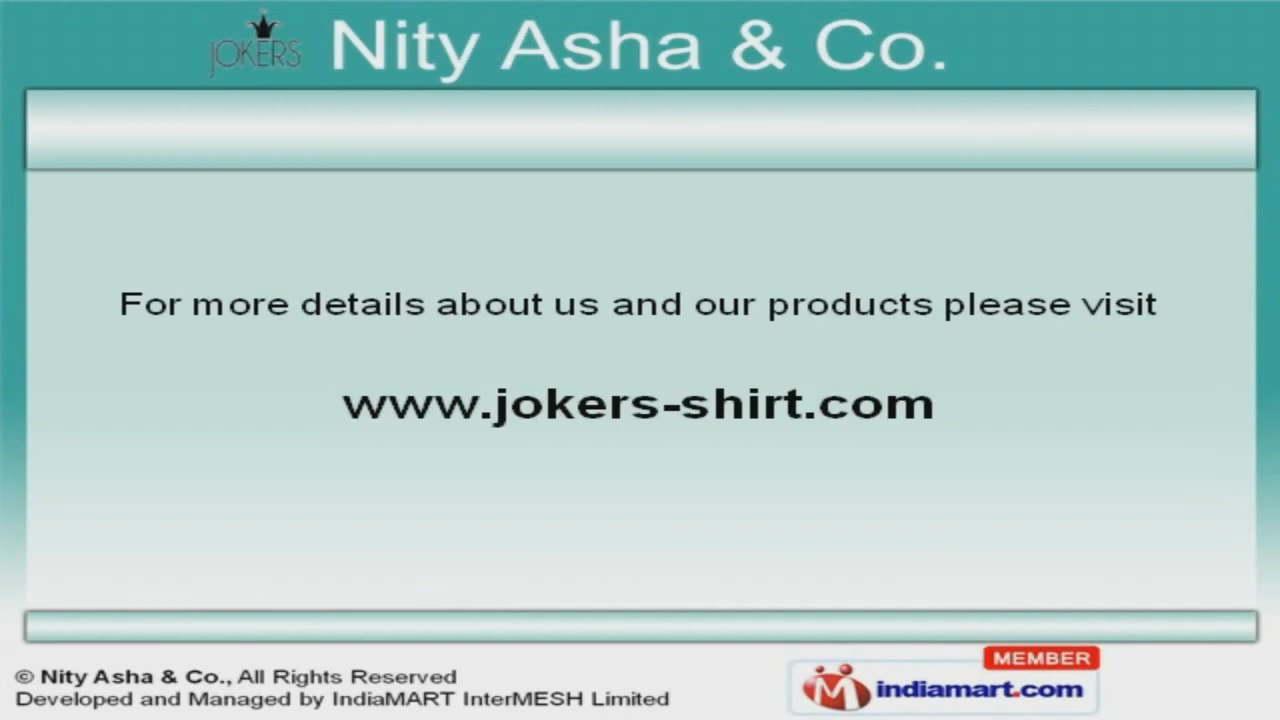 JOKERS Nity Asha & Co.
For more details about us and our products please visit
www.jokers-shirt.com
© Nity Asha & Co., All Rights Reserved
Developed and Managed by IndiaMART InterMESH Limited
MEMBER
indiamart.com